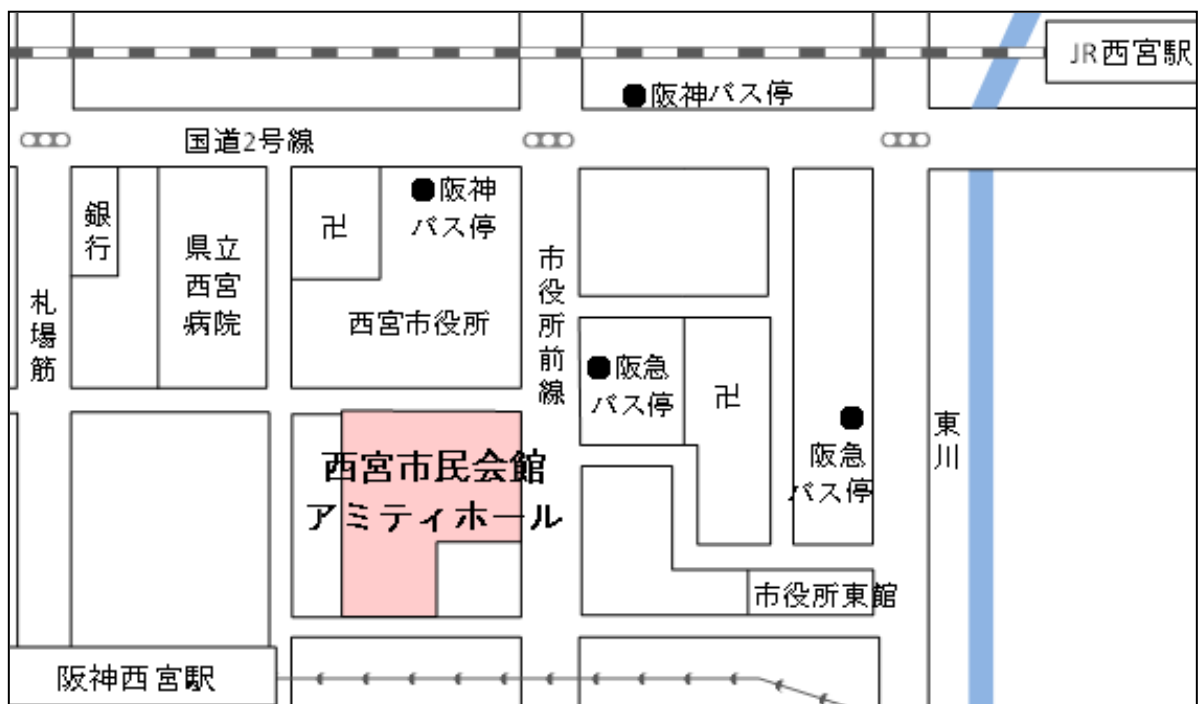 JR西宮駅
阪神バス停
国道2号線
銀行
県立
西宮
病院
卍
阪神
バス停
市役所前線
札場筋
西宮市役所
阪急
バス停
卍
阪急
バス停
東川
西宮市民会館
アミティホール
市役所東館
阪神西宮駅